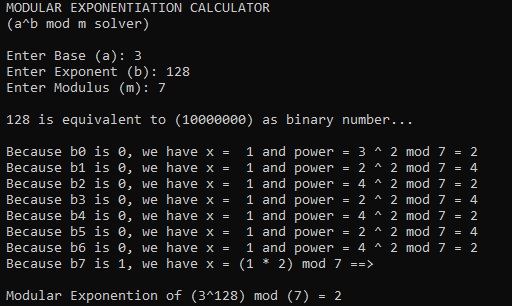 MODULAR EXPONENTIATION CALCULATOR
(a^b mod m solver)
Enter Base (a): 3
Enter Exponent (b): 128
Enter Modulus (m): 7
128 is equivalent to (10000000) as binary number...
Because b0 is 0, we have x =  1 and power = 3 ^ 2 mod 7 = 2
Because b1 is 0, we have x =  1 and power = 2 ^ 2 mod 7 = 4
Because b2 is 0, we have x =  1 and power = 4 ^ 2 mod 7 = 2
Because b3 is 0, we have x =  1 and power = 2 ^ 2 mod 7 = 4
Because b4 is 0, we have x =  1 and power = 4 ^ 2 mod 7 = 2
Because b5 is 0, we have x =  1 and power = 2 ^ 2 mod 7 = 4
Because b6 is 0, we have x =  1 and power = 4 ^ 2 mod 7 = 2
Because b7 is 1, we have x = (1 * 2) mod 7 ==>
Modular Exponention of (3^128) mod (7) = 2